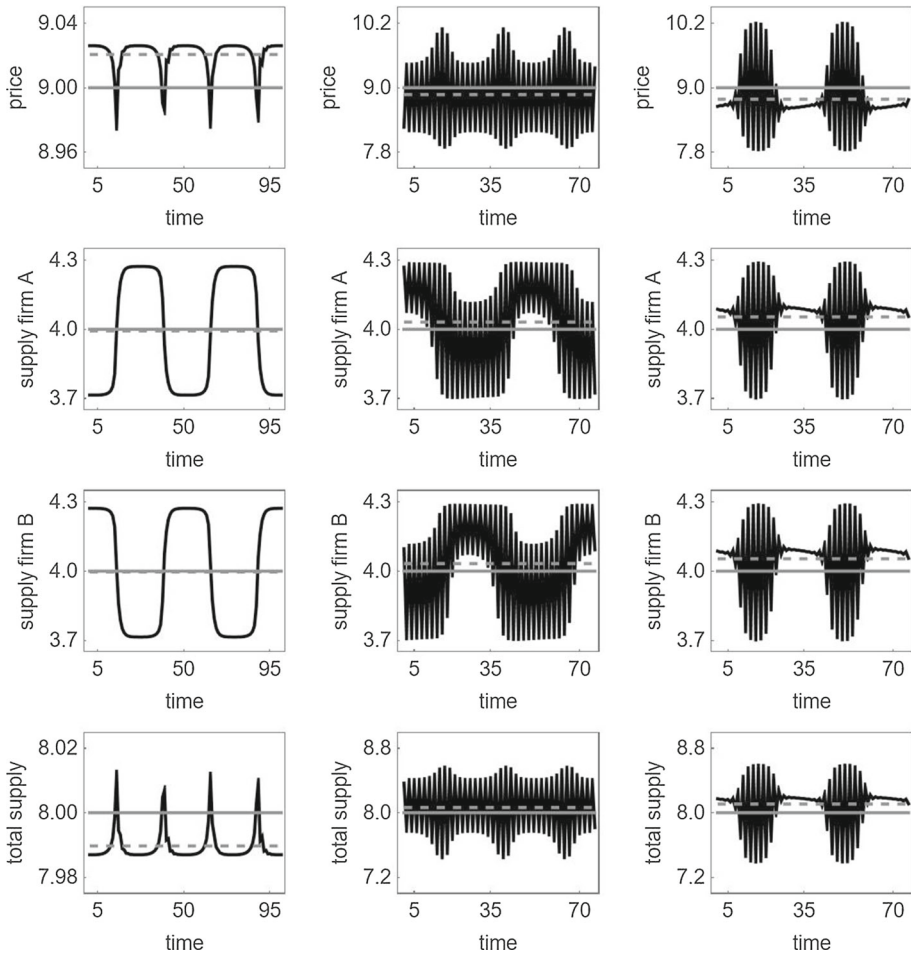 price
9.04
9.00
8.96
5 50 95
time
price
10.2
9.0
7.8
5 35 70
time
price
10.2
9.0
7.8
5 35 70
time
supply firm A
4.3
4.0
3.7
5 50 95
time
supply firm A
4.3
4.0
3.7
5 35 70
time
supply firm A
4.3
4.0
3.7
5 35 70
time
supply firm B
4.3
4.0
3.7
5 50 95
time
supply firm B
4.3
4.0
3.7
5 35 70
time
supply firm B
4.3
4.0
3.7
5 35 70
time
total supply
8.02
8.00
7.98
5 50 95
time
total supply
8.8
8.0
7.2
5 35 70
time
total supply
8.8
8.0
7.2
5 35 70
time